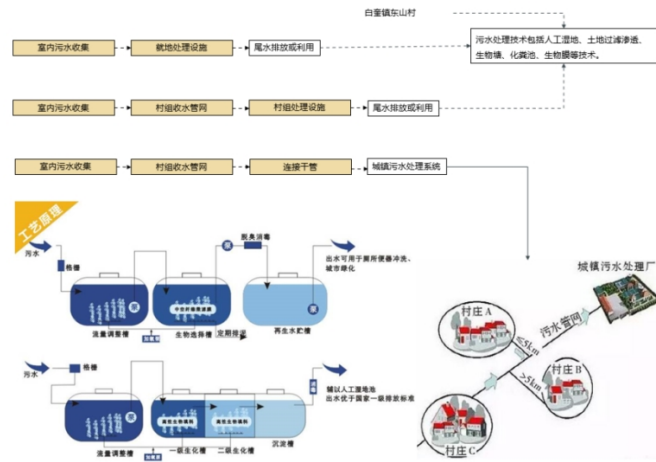 白奎镇东山村
室内污水收集
就地处理设施
尾水排放或利用
污水处理技术包括人工湿地、土地过滤渗透、
生物塘、化粪池、生物膜等技术。
室内污水收集
村组收水管网
村组处理设施
尾水排放或利用
室内污水收集
村组收水管网
连接干管
城镇污水处理系统
工艺原理
污水
格栅
泵
泵
脱臭消毒
出水可用于厕所便器冲洗、
城市绿化
泵
流量调整槽
生物选择槽
定期排泥
再生水贮槽
污水
格栅
泵
消毒
辅以人工湿地池
出水优于国家一级排放标准
流量调整槽
一级生化槽
二级生化槽
沉淀槽
城镇污水处理厂
村庄A
污水管网
≤5km
>5km
村庄B
村庄C